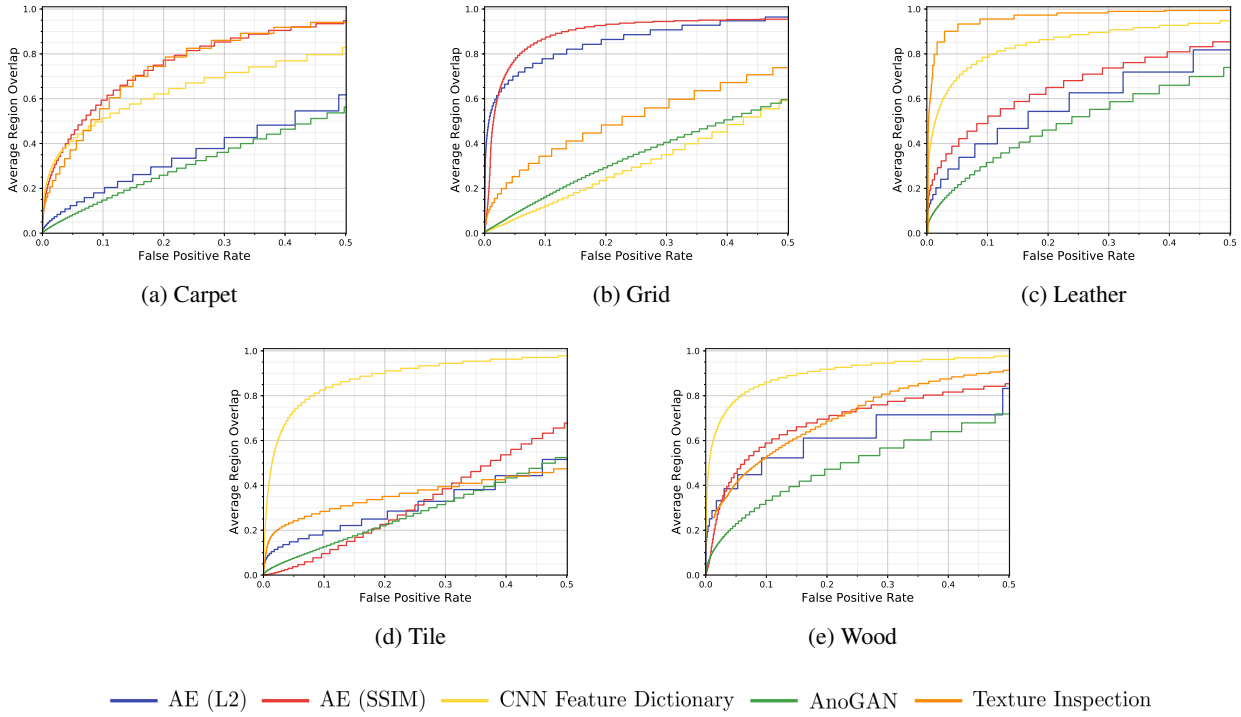 1.0
0.8
0.6
0.4
0.2
0.0
Average Region Overlap
0.0 0.1 0.2 0.3 0.4 0.5
False Positive Rate
(a) Carpet
1.0
0.8
0.6
0.4
0.2
0.0
Average Region Overlap
0.0 0.1 0.2 0.3 0.4 0.5
False Positive Rate
(b) Grid
1.0
0.8
0.6
0.4
0.2
0.0
Average Region Overlap
0.0 0.1 0.2 0.3 0.4 0.5
False Positive Rate
(c) Leather
1.0
0.8
0.6
0.4
0.2
0.0
Average Region Overlap
0.0 0.1 0.2 0.3 0.4 0.5
False Positive Rate
(d) Tile
1.0
0.8
0.6
0.4
0.2
0.0
Average Region Overlap
0.0 0.1 0.2 0.3 0.4 0.5
False Positive Rate
(e) Wood
AE (L2) AE (SSIM) CNN Feature Dictionary AnoGAN Texture Inspection